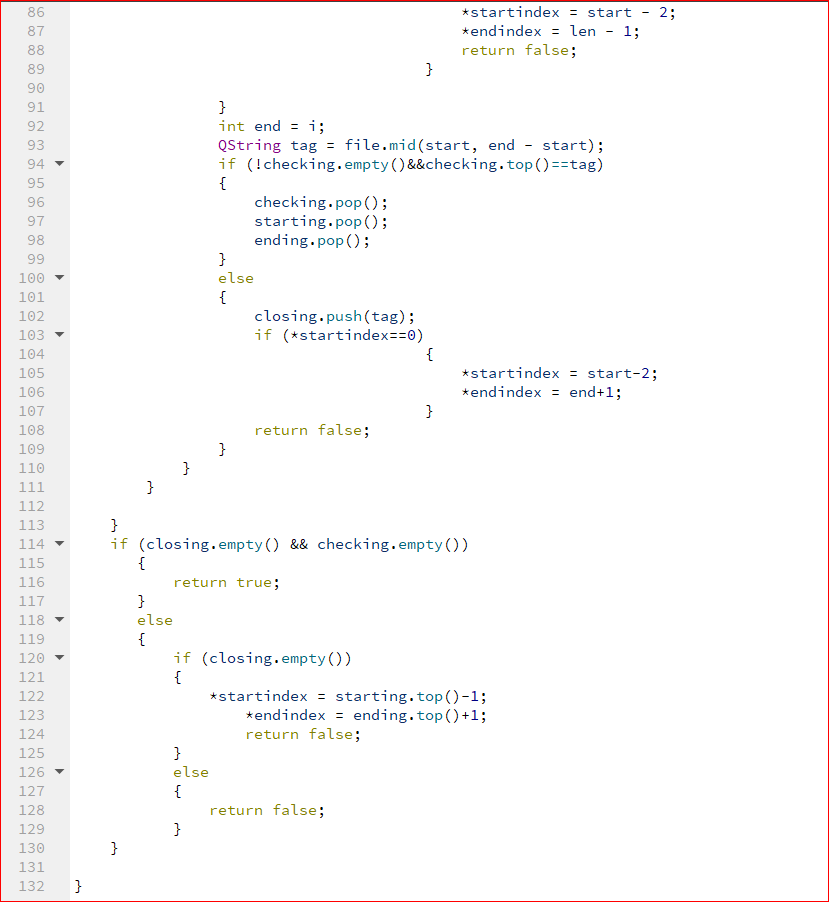 86 *startindex = start - 2;
87 *endindex = len - 1;
88 return false;
89 }
90
91 }
92 int end = i;
93 QString tag = file.mid(start, end - start);
94 if (!checking.empty()&&checking.top()==tag)
95 {
96 checking.pop();
97 starting.pop();
98 ending.pop();
99 }
100 else
101 {
102 closing.push(tag);
103 if (*startindex==0)
104 {
105 *startindex = start-2;
106 *endindex = end+1;
107 }
108 return false;
109 }
110 }
111 }
112
113 }
114 if (closing.empty() && checking.empty())
115 {
116 return true;
117 }
118 else
119 {
120 if (closing.empty())
121 {
122 *startindex = starting.top()-1;
123 *endindex = ending.top()+1;
124 return false;
125 }
126 else
127 {
128 return false;
129 }
130 }
131
132 }